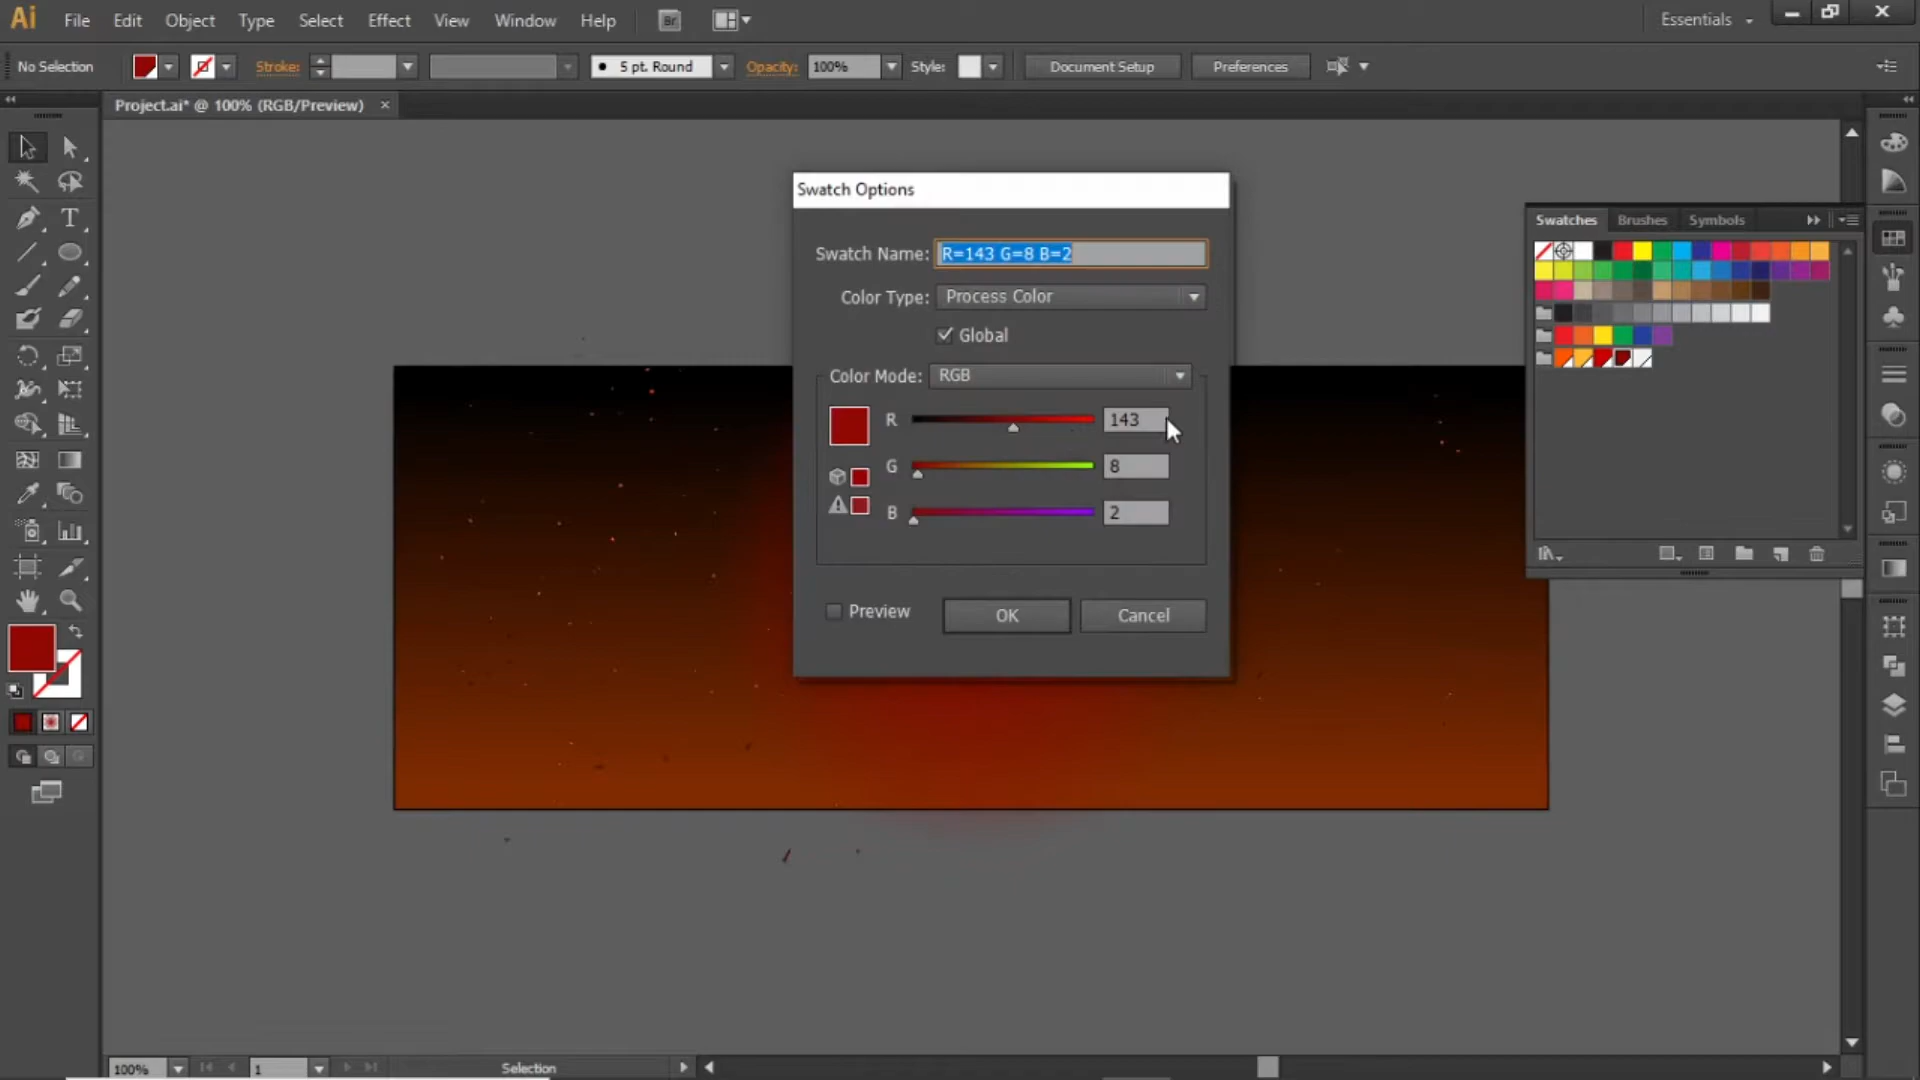 Ai File Edit Object Type Select Effect View Window Help Br Essentials
No Selection Stroke: 5 pt. Round Opacity: 100% Style: Document Setup Preferences
Project.ai* @ 100% (RGB/Preview)
Swatch Options
Swatch Name: R=143 G=8 B=2
Color Type: Process Color
Global
Color Mode: RGB
R 143
G 8
B 2
Preview OK Cancel
Swatches Brushes Symbols
T
100% 1 Selection